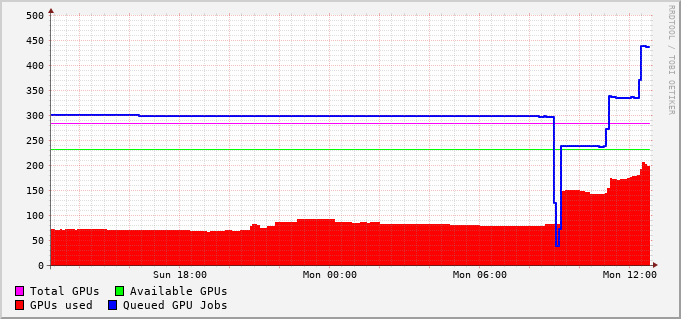 500
450
400
350
300
250
200
150
100
50
0
Sun 18:00 Mon 00:00 Mon 06:00 Mon 12:00
Total GPUs Available GPUs
GPUs used Queued GPU Jobs
RRDTOOL / TOBI OETIKER